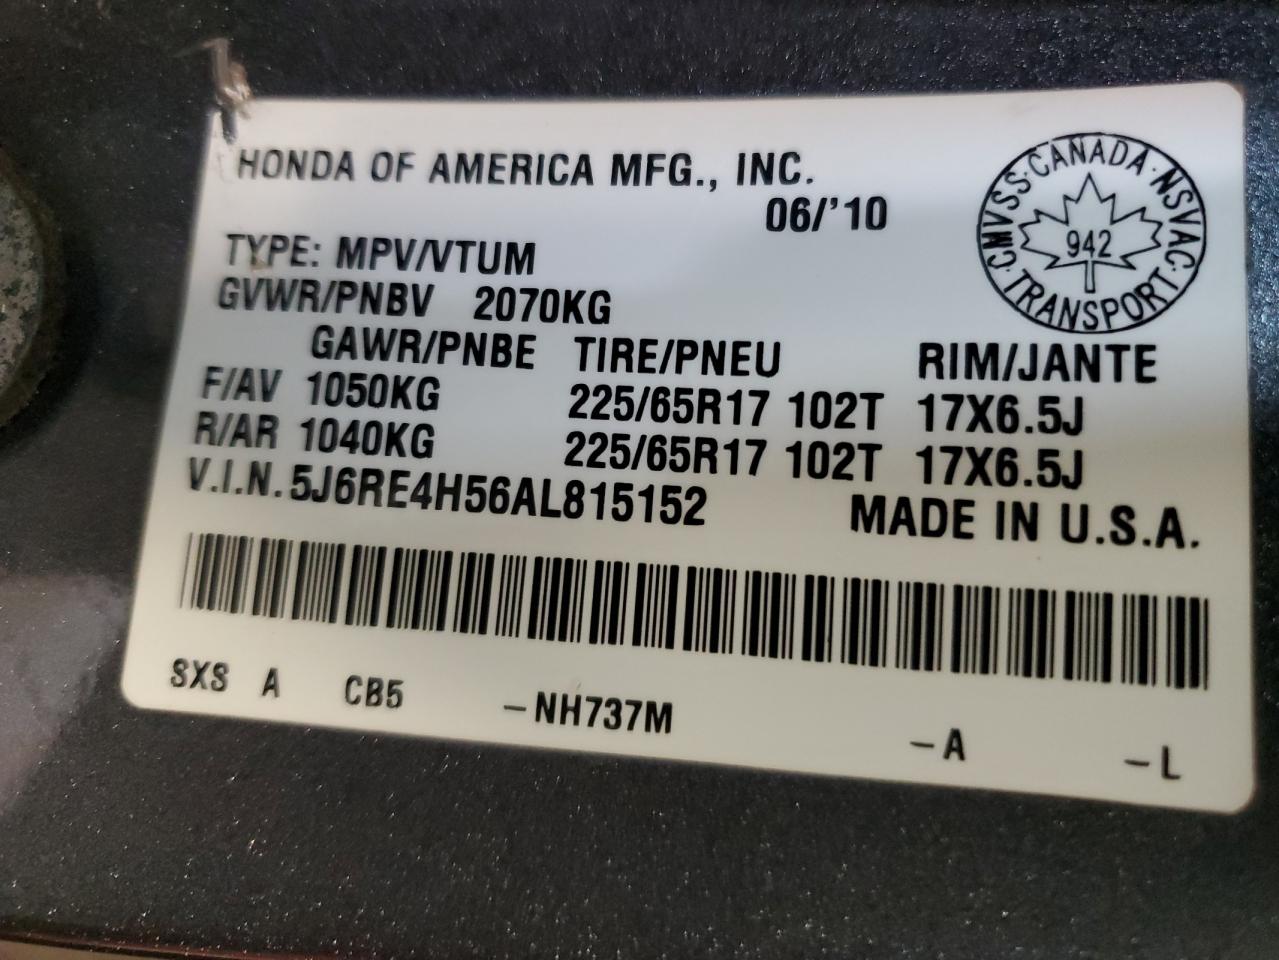 HONDA OF AMERICA MFG., INC.
06/'10
CMVSS·CANADA·NSVAC·TRANSPORT·
942
TYPE: MPV/VTUM
GVWR/PNBV 2070KG
GAWR/PNBE TIRE/PNEU RIM/JANTE
F/AV 1050KG 225/65R17 102T 17X6.5J
R/AR 1040KG 225/65R17 102T 17X6.5J
V.I.N. 5J6RE4H56AL815152 MADE IN U.S.A.
SXS A CB5 -NH737M -A -L